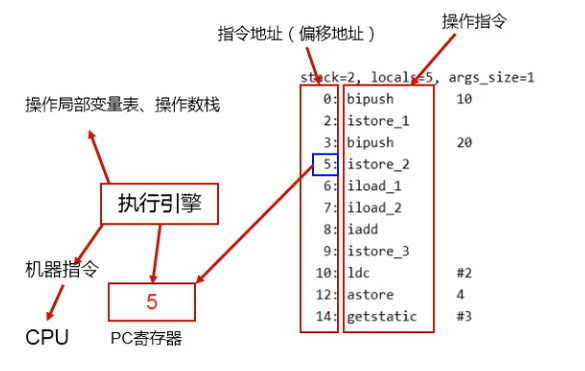 指令地址（偏移地址）
操作指令
stack=2, locals=5, args_size=1
操作局部变量表、操作数栈
0: bipush 10
2: istore_1
3: bipush 20
5: istore_2
6: iload_1
7: iload_2
8: iadd
9: istore_3
10: ldc #2
12: astore 4
14: getstatic #3
执行引擎
机器指令
5
CPU
PC寄存器